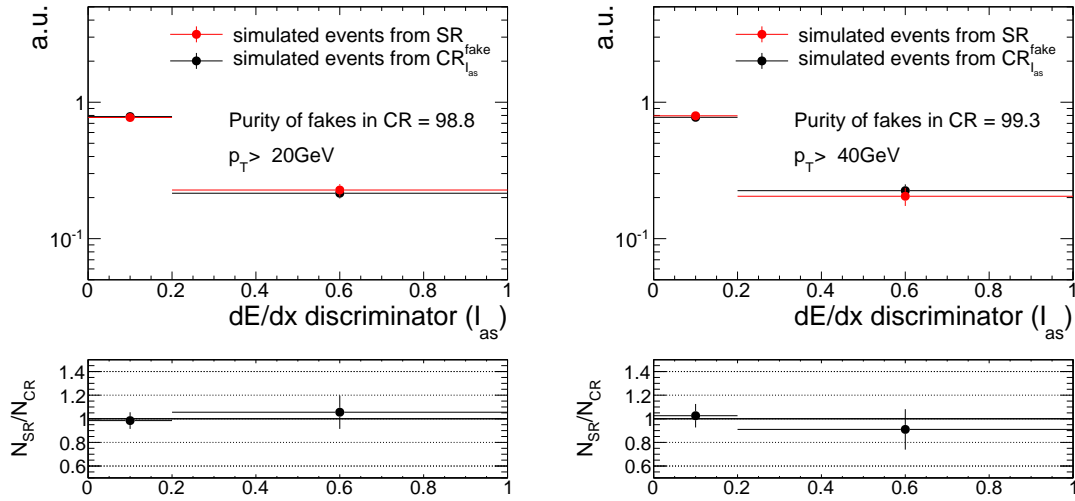 a.u.
simulated events from SR
simulated events from CR^fake_I_as
Purity of fakes in CR = 98.8
p_T > 20GeV
1
10^-1
0 0.2 0.4 0.6 0.8 1
dE/dx discriminator (I_as)
N_SR/N_CR
1.4
1.2
1
0.8
0.6
0 0.2 0.4 0.6 0.8 1
a.u.
simulated events from SR
simulated events from CR^fake_I_as
Purity of fakes in CR = 99.3
p_T > 40GeV
1
10^-1
0 0.2 0.4 0.6 0.8 1
dE/dx discriminator (I_as)
N_SR/N_CR
1.4
1.2
1
0.8
0.6
0 0.2 0.4 0.6 0.8 1